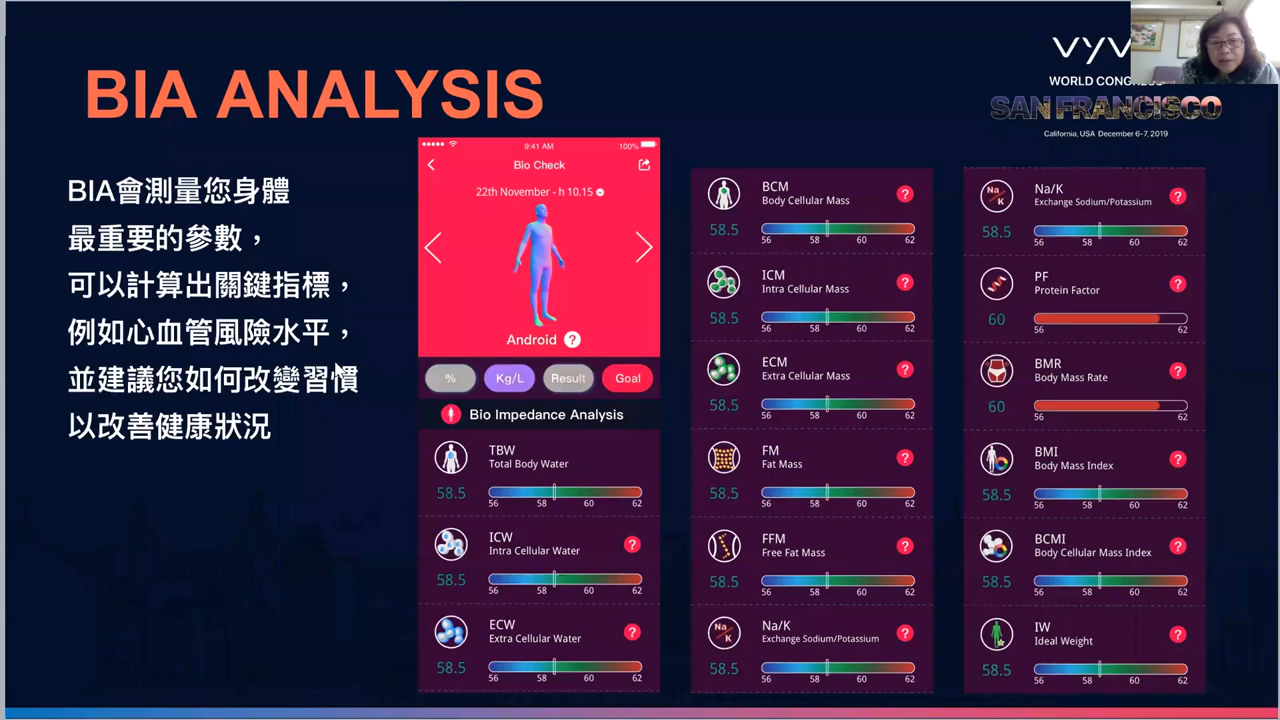 BIA ANALYSIS
VYV
WORLD CONGRES
SAN FRANCISCO
California, USA December 6-7, 2019
BIA會測量您身體
最重要的參數，
可以計算出關鍵指標，
例如心血管風險水平，
並建議您如何改變習慣
以改善健康狀況
9:41 AM
100%
Bio Check
22th November - h 10.15
Android ?
%
Kg/L
Result
Goal
Bio Impedance Analysis
TBW
Total Body Water
58.5
56 58 60 62
ICW
Intra Cellular Water
?
58.5
56 58 60 62
ECW
Extra Cellular Water
?
58.5
56 58 60 62
BCM
Body Cellular Mass
?
58.5
56 58 60 62
ICM
Intra Cellular Mass
?
58.5
56 58 60 62
ECM
Extra Cellular Mass
?
58.5
56 58 60 62
FM
Fat Mass
?
58.5
56 58 60 62
FFM
Free Fat Mass
?
58.5
56 58 60 62
Na/K
Na/K
Exchange Sodium/Potassium
?
58.5
56 58 60 62
Na/K
Na/K
Exchange Sodium/Potassium
?
58.5
56 58 60 62
PF
Protein Factor
?
60
56 62
BMR
Body Mass Rate
?
60
56 62
BMI
Body Mass Index
?
58.5
56 58 60 62
BCMI
Body Cellular Mass Index
?
58.5
56 58 60 62
IW
Ideal Weight
?
58.5
56 58 60 62